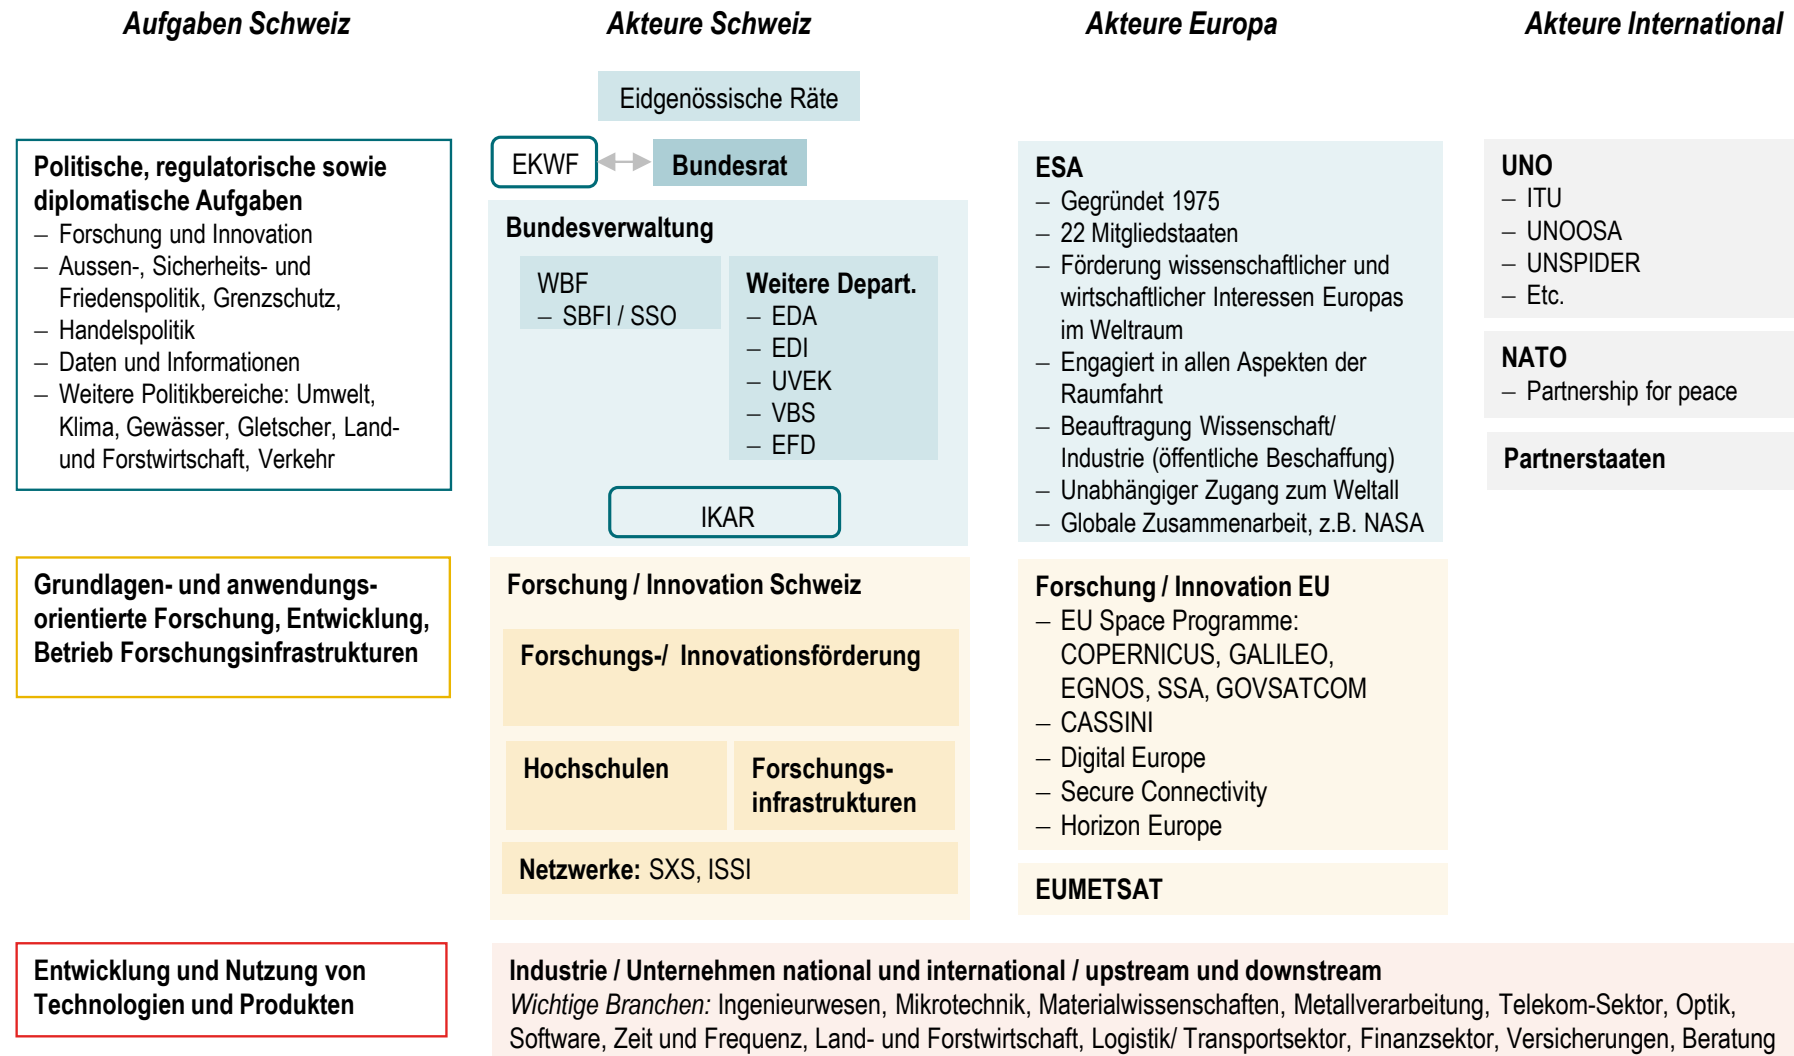 Aufgaben Schweiz
Akteure Schweiz
Akteure Europa
Akteure International
Eidgenössische Räte
EKWF
Bundesrat
Politische, regulatorische sowie
diplomatische Aufgaben
– Forschung und Innovation
– Aussen-, Sicherheits- und
Friedenspolitik, Grenzschutz,
– Handelspolitik
– Daten und Informationen
– Weitere Politikbereiche: Umwelt,
Klima, Gewässer, Gletscher, Land-
und Forstwirtschaft, Verkehr
Bundesverwaltung
WBF
– SBFI / SSO
Weitere Depart.
– EDA
– EDI
– UVEK
– VBS
– EFD
IKAR
ESA
– Gegründet 1975
– 22 Mitgliedstaaten
– Förderung wissenschaftlicher und
wirtschaftlicher Interessen Europas
im Weltraum
– Engagiert in allen Aspekten der
Raumfahrt
– Beauftragung Wissenschaft/
Industrie (öffentliche Beschaffung)
– Unabhängiger Zugang zum Weltall
– Globale Zusammenarbeit, z.B. NASA
UNO
– ITU
– UNOOSA
– UNSPIDER
– Etc.
NATO
– Partnership for peace
Partnerstaaten
Grundlagen- und anwendungs-
orientierte Forschung, Entwicklung,
Betrieb Forschungsinfrastrukturen
Forschung / Innovation Schweiz
Forschungs-/ Innovationsförderung
Hochschulen
Forschungs-
infrastrukturen
Netzwerke: SXS, ISSI
Forschung / Innovation EU
– EU Space Programme:
COPERNICUS, GALILEO,
EGNOS, SSA, GOVSATCOM
– CASSINI
– Digital Europe
– Secure Connectivity
– Horizon Europe
EUMETSAT
Entwicklung und Nutzung von
Technologien und Produkten
Industrie / Unternehmen national und international / upstream und downstream
Wichtige Branchen: Ingenieurwesen, Mikrotechnik, Materialwissenschaften, Metallverarbeitung, Telekom-Sektor, Optik,
Software, Zeit und Frequenz, Land- und Forstwirtschaft, Logistik/ Transportsektor, Finanzsektor, Versicherungen, Beratung